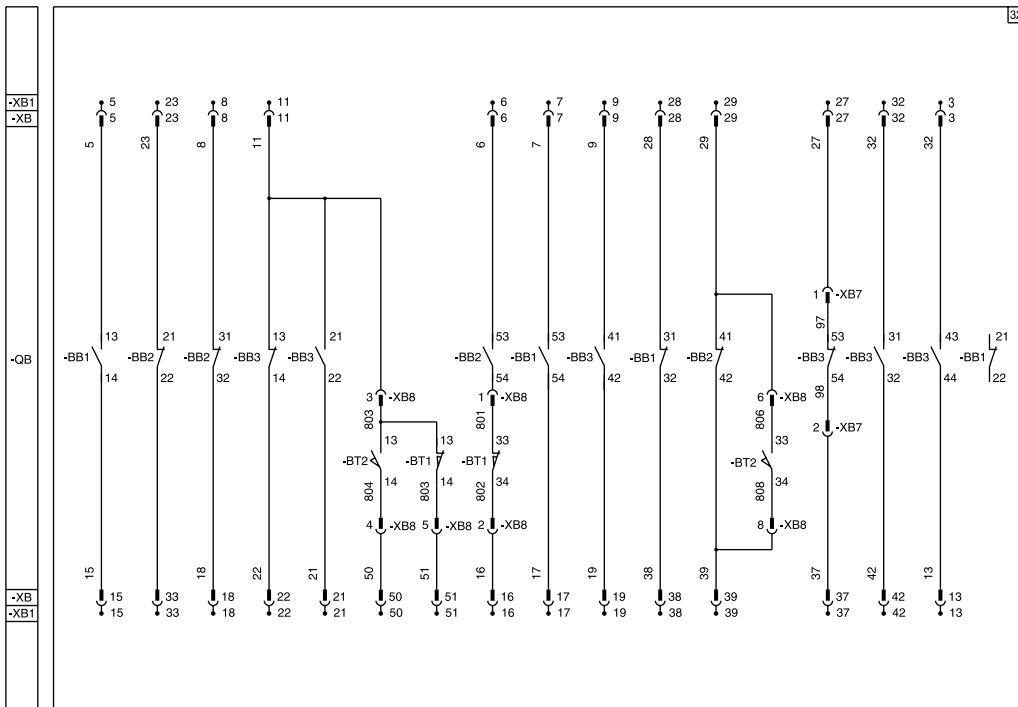 32
-XB1 5 23 8 11 6 7 9 28 29 27 32 3
-XB 5 23 8 11 6 7 9 28 29 27 32 3
5 23 8 11 6 7 9 28 29 27 32 32
1 -XB7
97
13 21 31 13 21 53 53 41 31 41 53 31 43 21
-QB -BB1 -BB2 -BB2 -BB3 -BB3 -BB2 -BB1 -BB3 -BB1 -BB2 -BB3 -BB3 -BB3 -BB1
14 22 32 14 22 54 54 42 32 42 54 32 44 22
98
3 -XB8 1 -XB8 6 -XB8
803 801 806
2 -XB7
13 13 33 33
-BT2 -BT1 -BT1 -BT2
14 14 34 34
804 803 802 808
4 -XB8 5 -XB8 2 -XB8 8 -XB8
15 18 22 21 50 51 16 17 19 38 39 37 42 13
-XB 15 33 18 22 21 50 51 16 17 19 38 39 37 42 13
-XB1 15 33 18 22 21 50 51 16 17 19 38 39 37 42 13